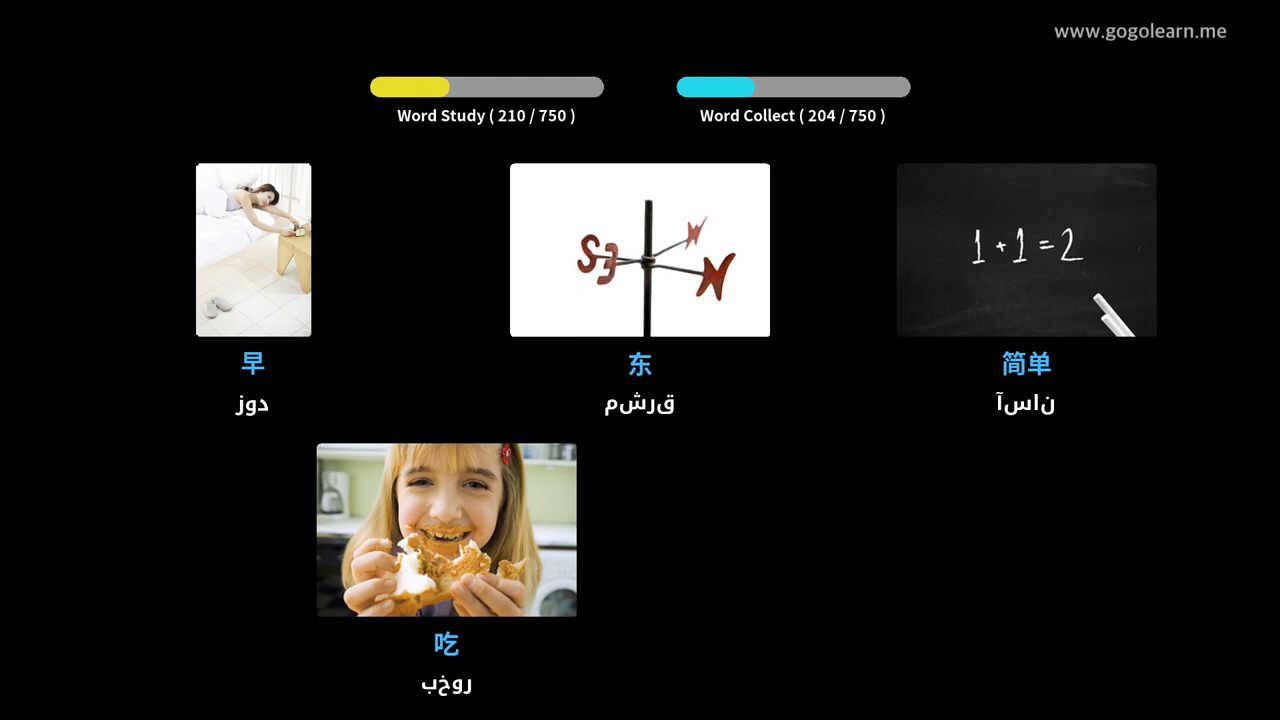 www.gogolearn.me
Word Study ( 210 / 750 )
Word Collect ( 204 / 750 )
早
东
简单
دوز
قرشم
ناسآ
1+1=2
S
E
N
W
吃
روخب